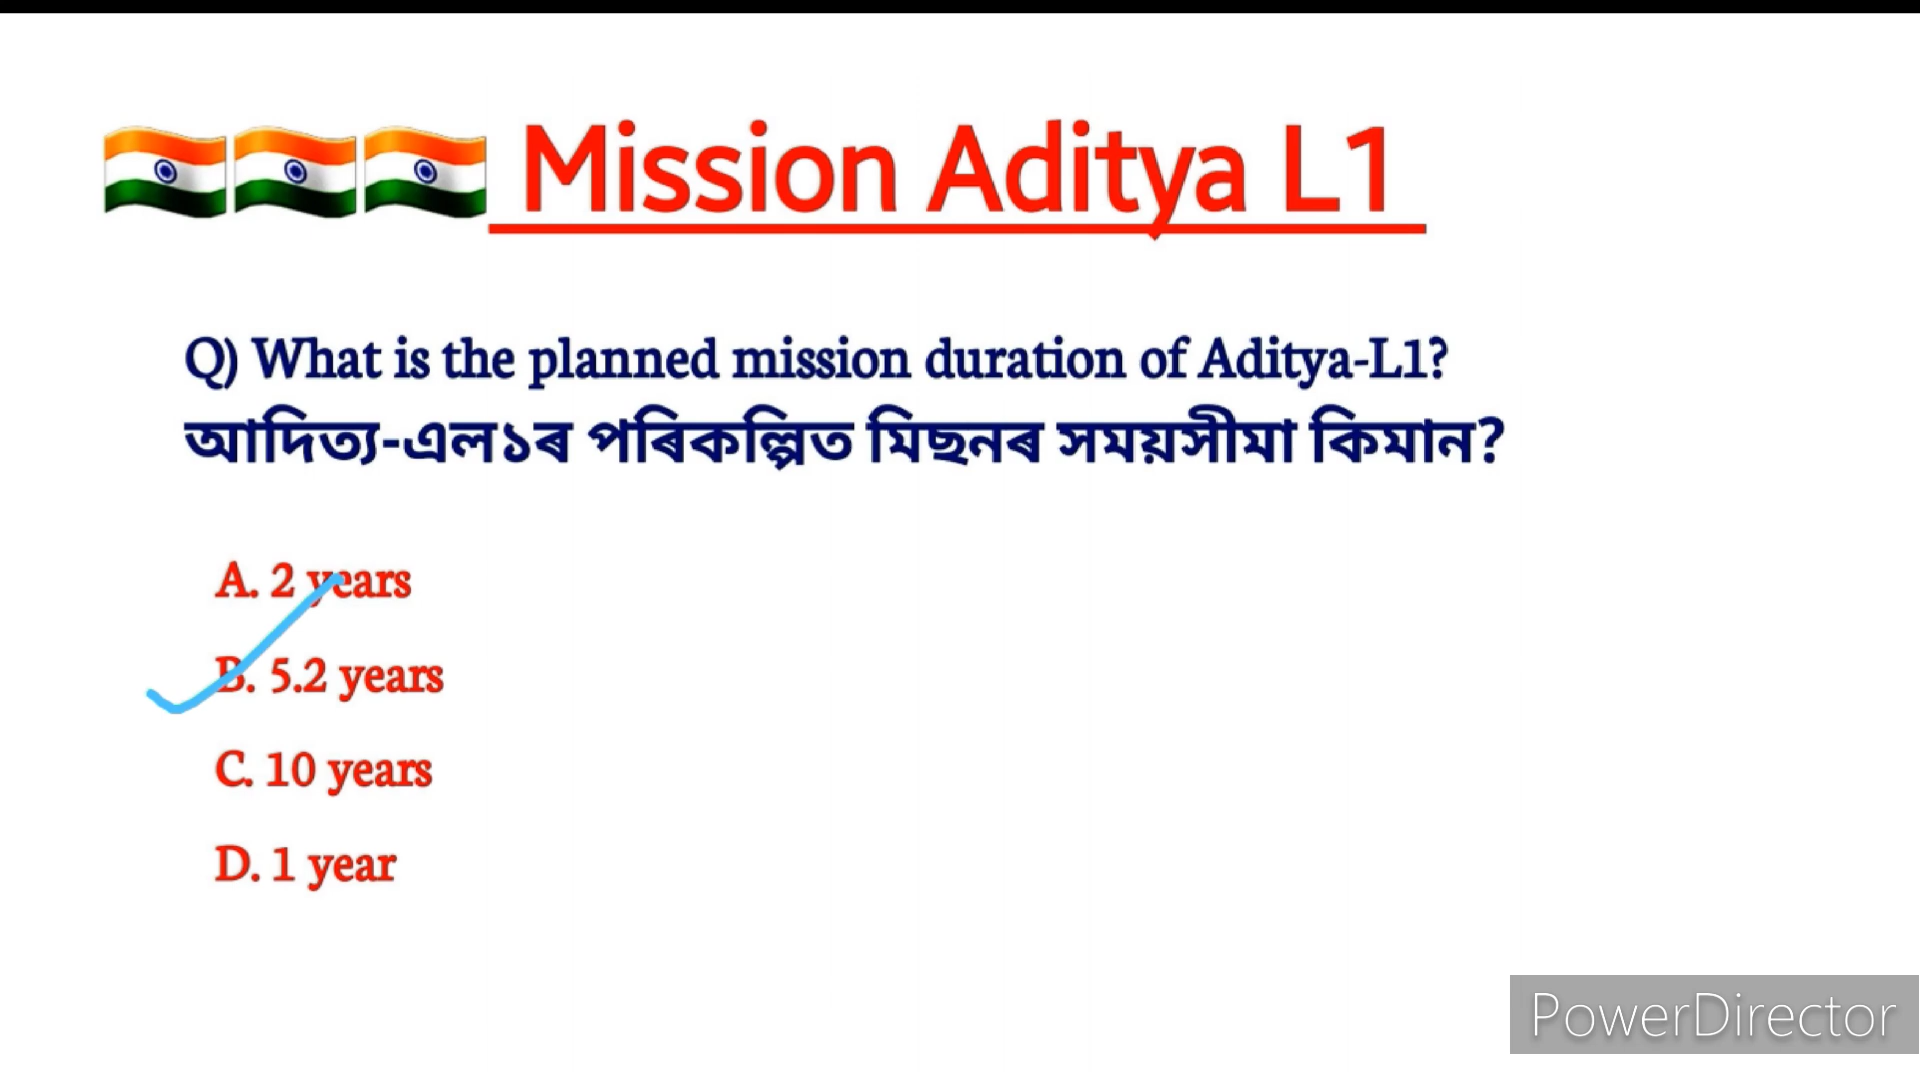 🇮🇳🇮🇳🇮🇳 Mission Aditya L1
Q) What is the planned mission duration of Aditya-L1?
আদিত্য-এল১ৰ পৰিকল্পিত মিছনৰ সময়সীমা কিমান?
A. 2 years
B. 5.2 years
C. 10 years
D. 1 year
PowerDirector